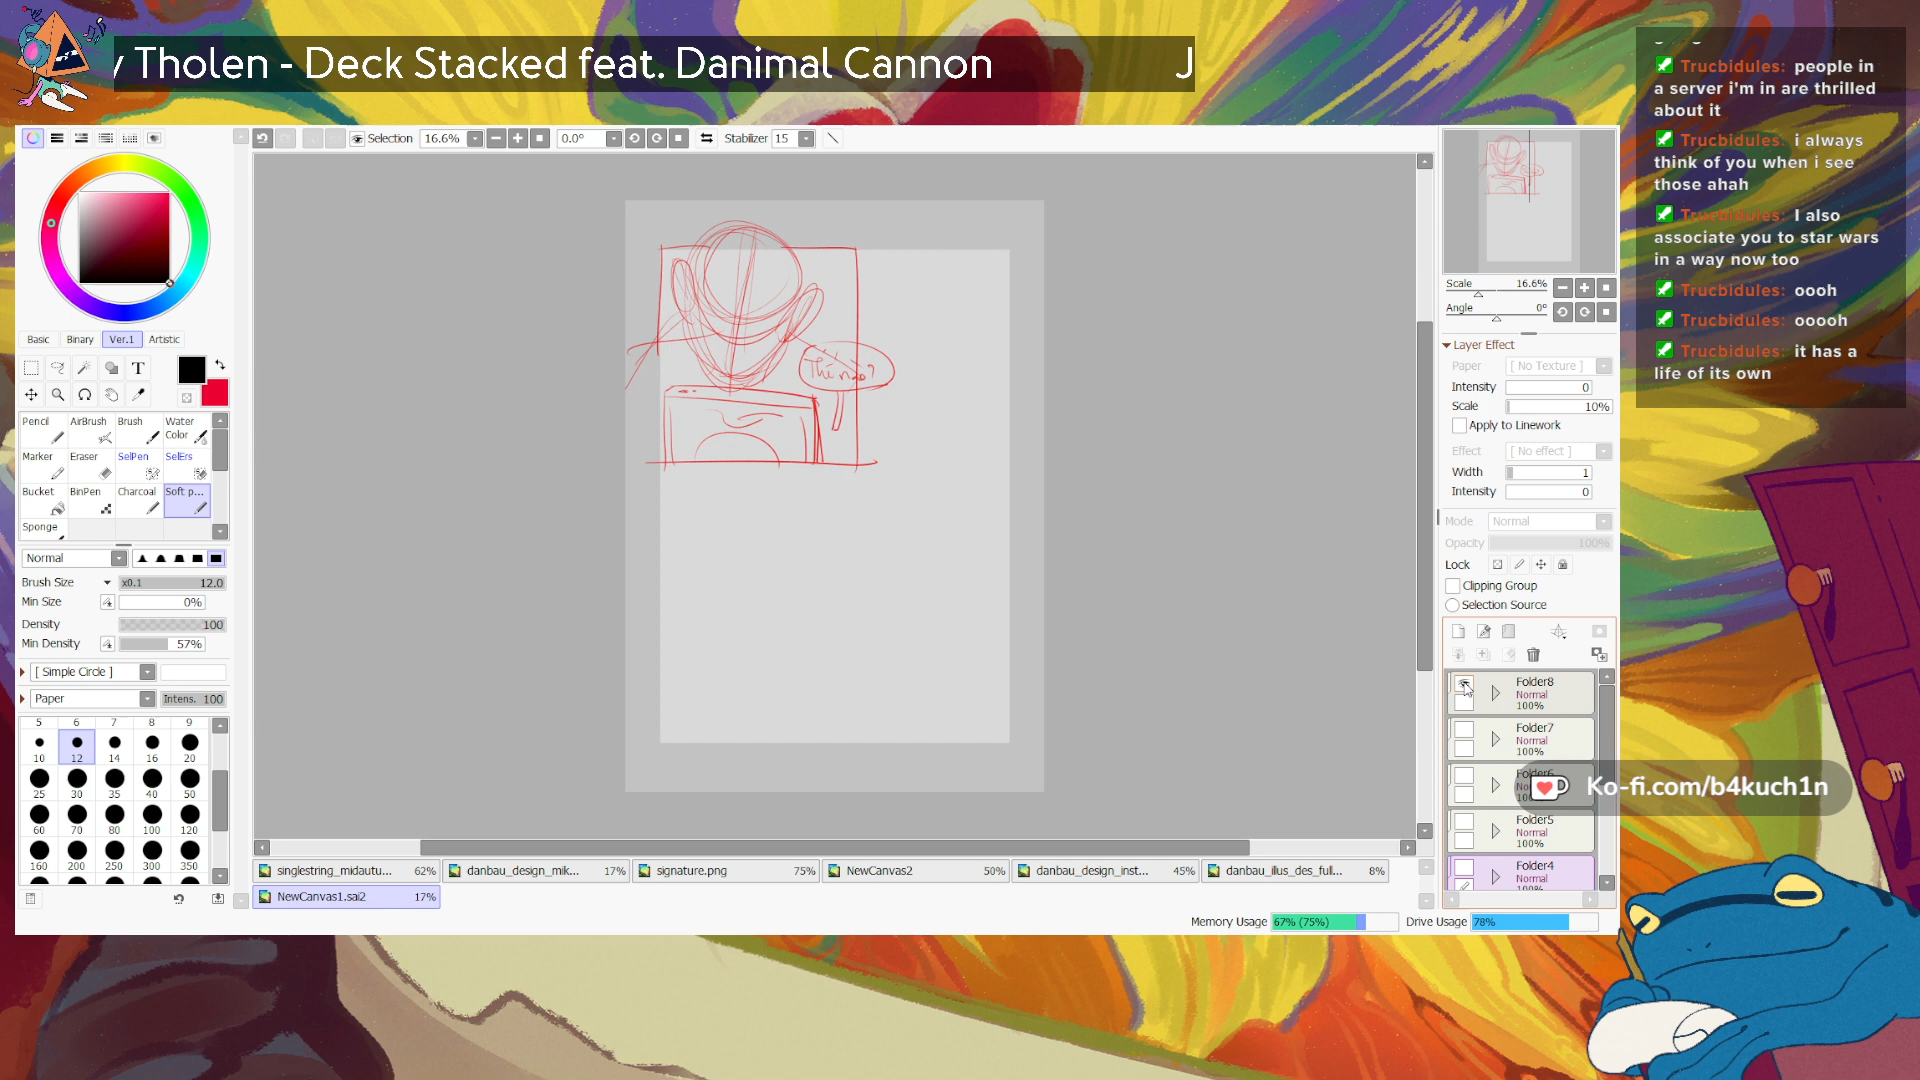 y Tholen - Deck Stacked feat. Danimal Cannon J
Trucbidules: people in
a server i'm in are thrilled
about it
Trucbidules: i always
think of you when i see
those ahah
Trucbidules: I also
associate you to star wars
in a way now too
Trucbidules: oooh
Trucbidules: ooooh
Trucbidules: it has a
life of its own
Selection 16.6% 0.0° Stabilizer 15
Basic Binary Ver.1 Artistic
T
Pencil AirBrush Brush Water Color
Marker Eraser SelPen SelErs
Bucket BinPen Charcoal Soft p...
Sponge
Normal
Brush Size x0.1 12.0
Min Size 0%
Density 100
Min Density 57%
[ Simple Circle ]
Paper Intens. 100
5 6 7 8 9
10 12 14 16 20
25 30 35 40 50
60 70 80 100 120
160 200 250 300 350
Scale 16.6%
Angle 0°
Layer Effect
Paper [ No Texture ]
Intensity 0
Scale 10%
Apply to Linework
Effect [ No effect ]
Width 1
Intensity 0
Mode Normal
Opacity 100%
Lock
Clipping Group
Selection Source
Folder8
Normal
100%
Folder7
Normal
100%
Folder6
Ko-fi.com/b4kuch1n
Folder5
Normal
100%
Folder4
Normal
100%
singlestring_midautu... 62% danbau_design_mik... 17% signature.png 75% NewCanvas2 50% danbau_design_inst... 45% danbau_illus_des_full... 8%
NewCanvas1.sai2 17%
Memory Usage 67% (75%) Drive Usage 78%